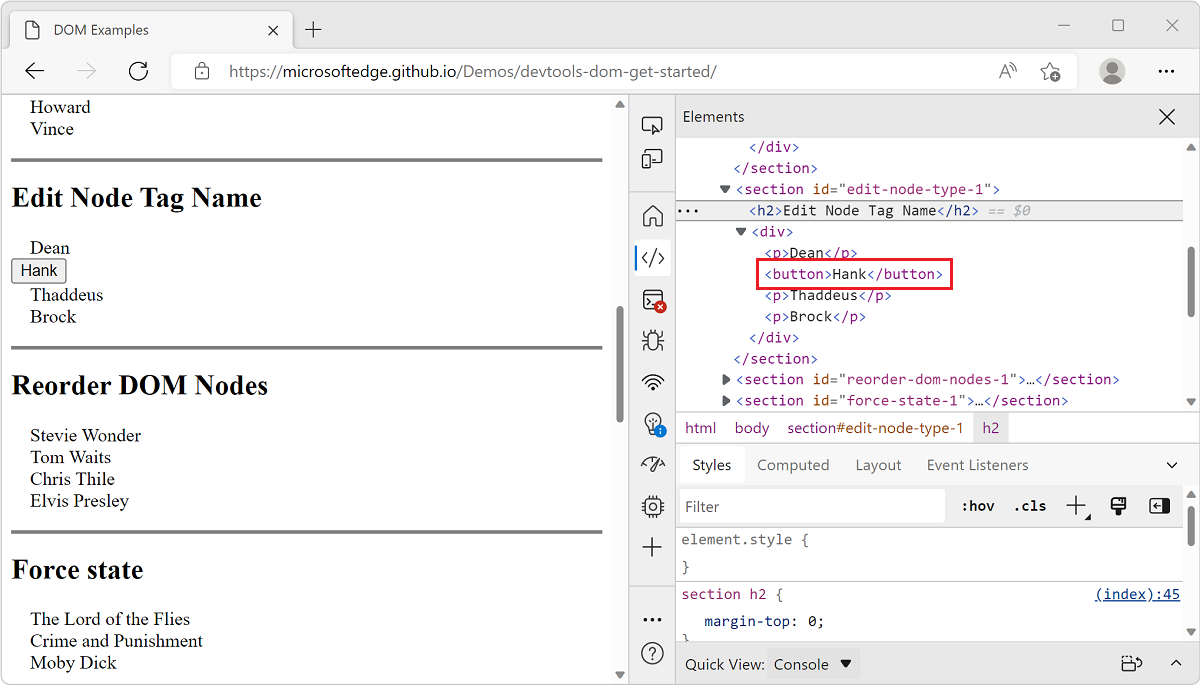 DOM Examples
https://microsoftedge.github.io/Demos/devtools-dom-get-started/
Howard
Vince
Edit Node Tag Name
Dean
Hank
Thaddeus
Brock
Reorder DOM Nodes
Stevie Wonder
Tom Waits
Chris Thile
Elvis Presley
Force state
The Lord of the Flies
Crime and Punishment
Moby Dick
Elements
</div>
</section>
<section id="edit-node-type-1">
··· <h2>Edit Node Tag Name</h2> == $0
<div>
<p>Dean</p>
<button>Hank</button>
<p>Thaddeus</p>
<p>Brock</p>
</div>
</section>
<section id="reorder-dom-nodes-1">…</section>
<section id="force-state-1">…</section>
html body section#edit-node-type-1 h2
Styles Computed Layout Event Listeners
Filter :hov .cls
element.style {
}
section h2 { (index):45
margin-top: 0;
}
Quick View: Console